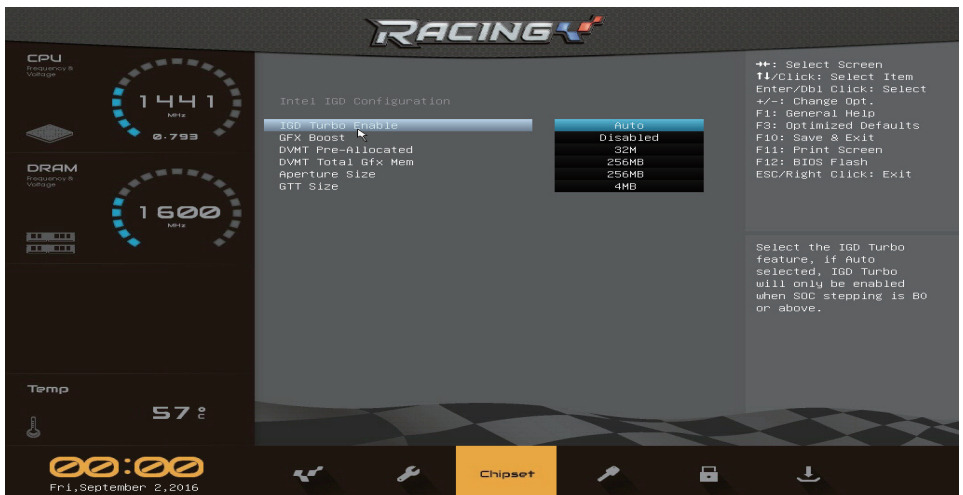 RACING
CPU
Frequency &
Voltage
1441
MHz
0.793
DRAM
Frequency &
Voltage
1600
MHz
Temp
57 °C
00:00
Fri,September 2,2016
Intel IGD Configuration
IGD Turbo Enable Auto
GFX Boost Disabled
DVMT Pre-Allocated 32M
DVMT Total Gfx Mem 256MB
Aperture Size 256MB
GTT Size 4MB
Chipset
→←: Select Screen
↑↓/Click: Select Item
Enter/Dbl Click: Select
+/-: Change Opt.
F1: General Help
F3: Optimized Defaults
F10: Save & Exit
F11: Print Screen
F12: BIOS Flash
ESC/Right Click: Exit
Select the IGD Turbo
feature, if Auto
selected, IGD Turbo
will only be enabled
when SOC stepping is B0
or above.